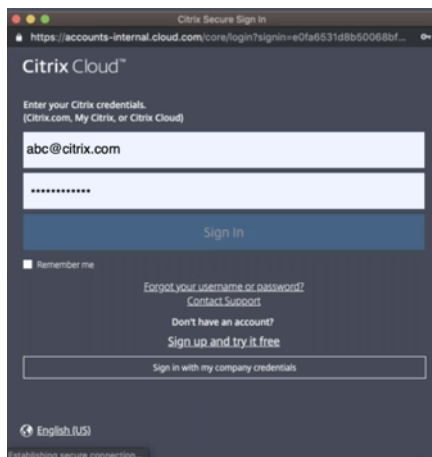 Citrix Secure Sign In
https://accounts-internal.cloud.com/core/login?signin=e0fa6531d8b50068bf...
Citrix Cloud™
Enter your Citrix credentials.
(Citrix.com, My Citrix, or Citrix Cloud)
abc@citrix.com
••••••••••••
Sign In
Remember me
Forgot your username or password?
Contact Support
Don't have an account?
Sign up and try it free
Sign in with my company credentials
English (US)
Establishing secure connection...